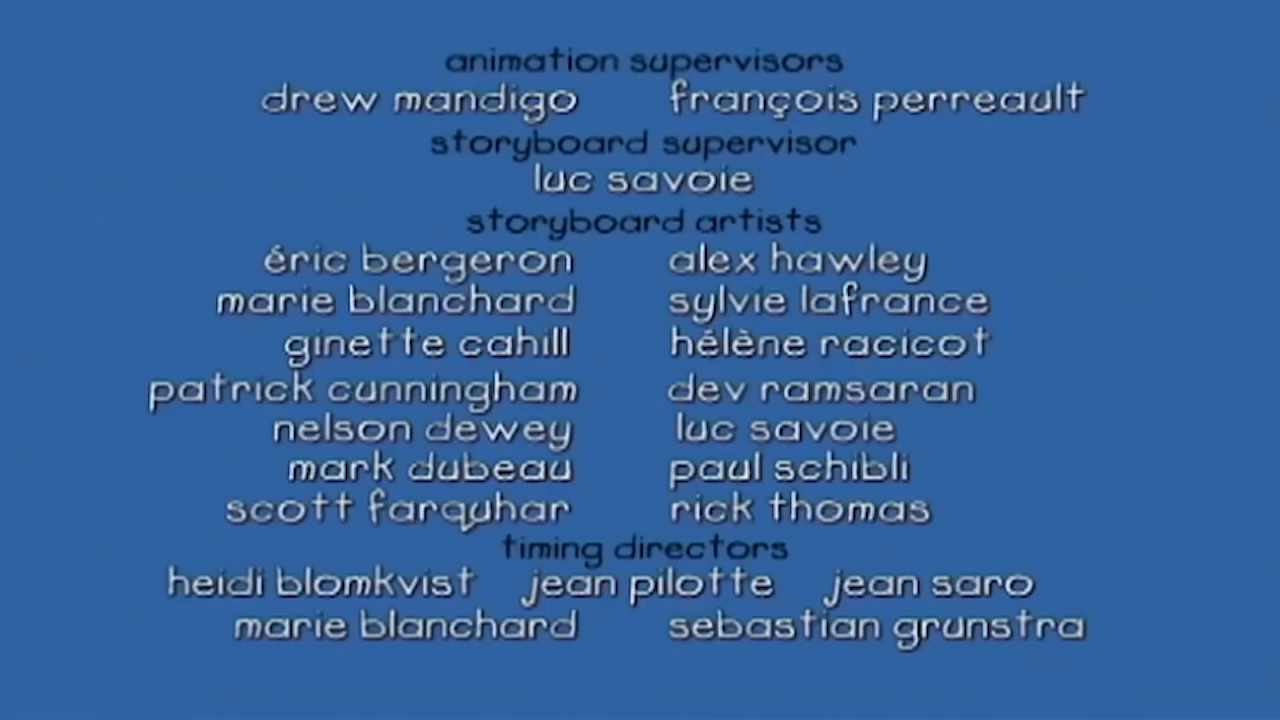 animation supervisors
drew mandigo françois perreault
storyboard supervisor
luc savoie
storyboard artists
éric bergeron alex hawley
marie blanchard sylvie lafrance
ginette cahill hélène racicot
patrick cunningham dev ramsaran
nelson dewey luc savoie
mark dubeau paul schibli
scott farquhar rick thomas
timing directors
heidi blomkvist jean pilotte jean saro
marie blanchard sebastian grunstra